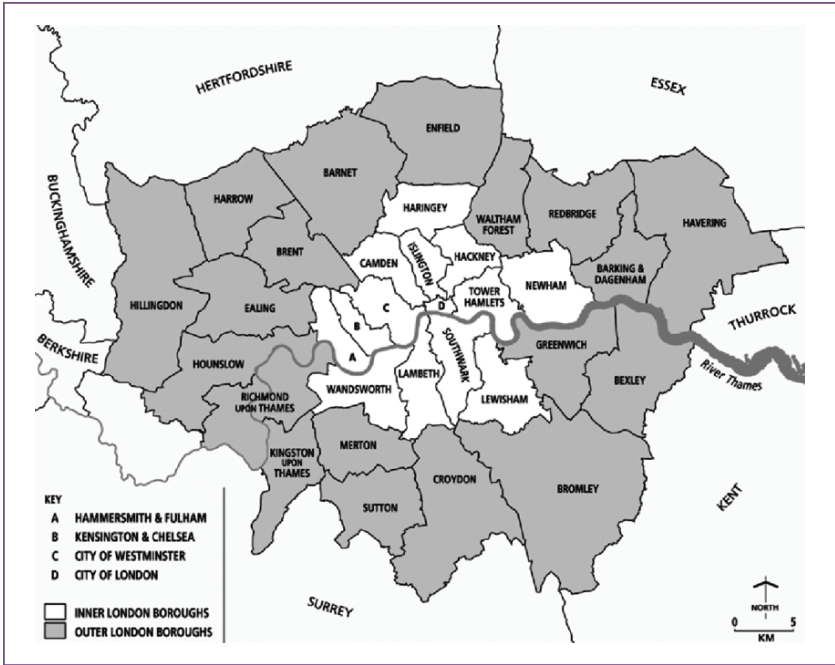 HERTFORDSHIRE
ESSEX
BUCKINGHAMSHIRE
ENFIELD
BARNET
HARROW
HARINGEY
WALTHAM
FOREST
REDBRIDGE
HAVERING
BRENT
CAMDEN
ISLINGTON
HACKNEY
HILLINGDON
EALING
TOWER
HAMLETS
NEWHAM
BARKING &
DAGENHAM
THURROCK
BERKSHIRE
B
C
D
A
HOUNSLOW
RICHMOND
UPON THAMES
WANDSWORTH
LAMBETH
SOUTHWARK
LEWISHAM
GREENWICH
BEXLEY
River Thames
KINGSTON
UPON
THAMES
MERTON
SUTTON
CROYDON
BROMLEY
KENT
SURREY
KEY
A HAMMERSMITH & FULHAM
B KENSINGTON & CHELSEA
C CITY OF WESTMINSTER
D CITY OF LONDON
INNER LONDON BOROUGHS
OUTER LONDON BOROUGHS
NORTH
0 5
KM